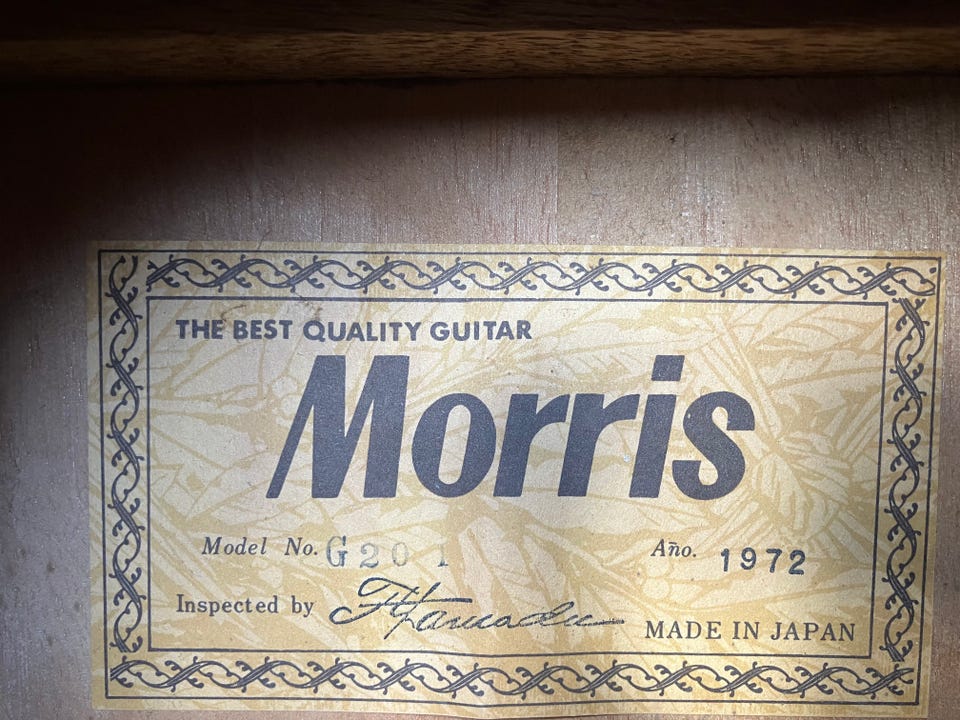 THE BEST QUALITY GUITAR
Morris
Model No. G201 Año. 1972
Inspected by
MADE IN JAPAN